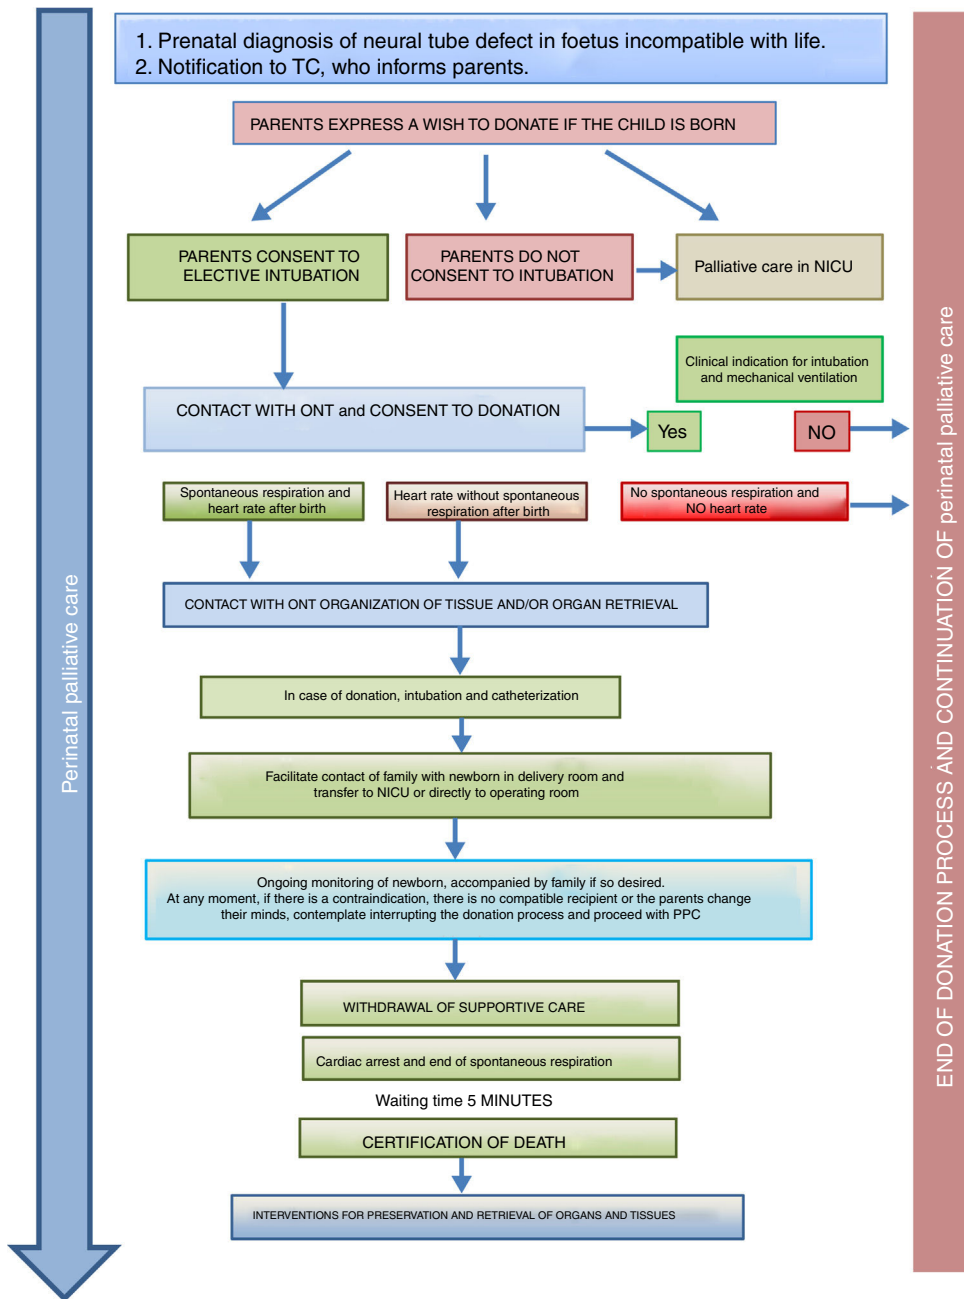 1. Prenatal diagnosis of neural tube defect in foetus incompatible with life.
2. Notification to TC, who informs parents.
PARENTS EXPRESS A WISH TO DONATE IF THE CHILD IS BORN
PARENTS CONSENT TO
ELECTIVE INTUBATION
PARENTS DO NOT
CONSENT TO INTUBATION
Palliative care in NICU
Clinical indication for intubation
and mechanical ventilation
CONTACT WITH ONT and CONSENT TO DONATION
Yes
NO
Spontaneous respiration and
heart rate after birth
Heart rate without spontaneous
respiration after birth
No spontaneous respiration and
NO heart rate
CONTACT WITH ONT ORGANIZATION OF TISSUE AND/OR ORGAN RETRIEVAL
In case of donation, intubation and catheterization
Facilitate contact of family with newborn in delivery room and
transfer to NICU or directly to operating room
Ongoing monitoring of newborn, accompanied by family if so desired.
At any moment, if there is a contraindication, there is no compatible recipient or the parents change
their minds, contemplate interrupting the donation process and proceed with PPC
WITHDRAWAL OF SUPPORTIVE CARE
Cardiac arrest and end of spontaneous respiration
Waiting time 5 MINUTES
CERTIFICATION OF DEATH
INTERVENTIONS FOR PRESERVATION AND RETRIEVAL OF ORGANS AND TISSUES
Perinatal palliative care
END OF DONATION PROCESS AND CONTINUATION OF perinatal palliative care